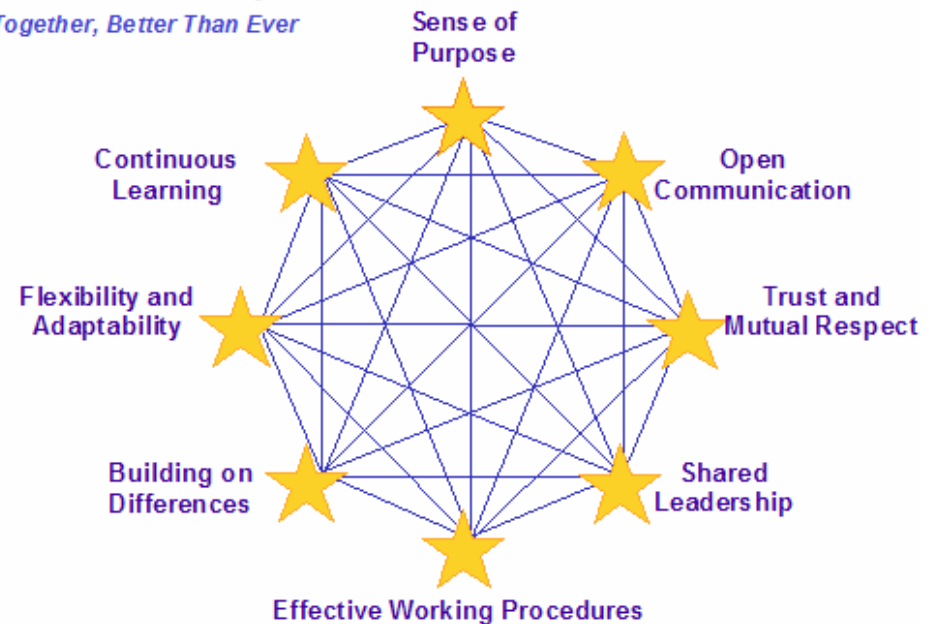 Together, Better Than Ever
Sense of
Purpose
Continuous
Learning
Open
Communication
Flexibility and
Adaptability
Trust and
Mutual Respect
Building on
Differences
Shared
Leadership
Effective Working Procedures